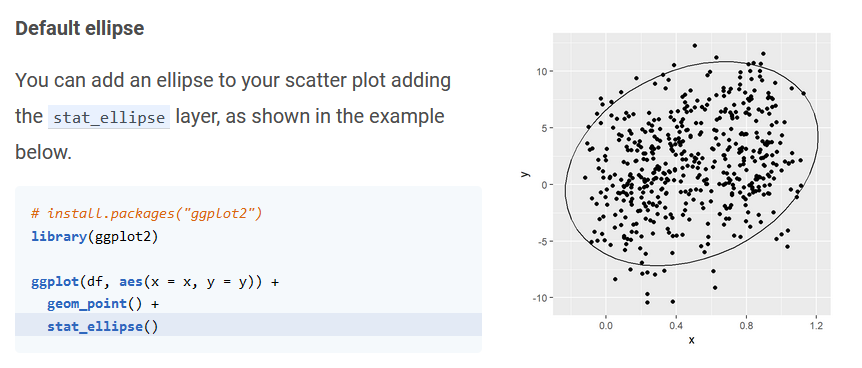 Default ellipse
You can add an ellipse to your scatter plot adding
the stat_ellipse layer, as shown in the example
below.
# install.packages("ggplot2")
library(ggplot2)
ggplot(df, aes(x = x, y = y)) +
  geom_point() +
  stat_ellipse()
10
5
0
-5
-10
y
0.0 0.4 0.8 1.2
x